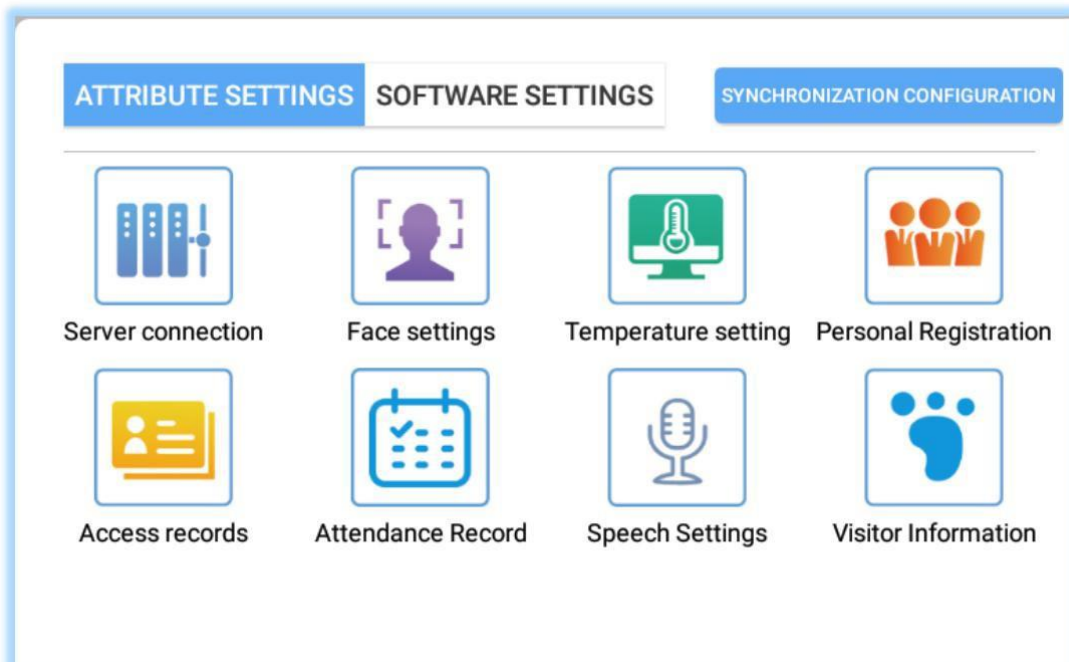 ATTRIBUTE SETTINGS SOFTWARE SETTINGS SYNCHRONIZATION CONFIGURATION
Server connection Face settings Temperature setting Personal Registration
Access records Attendance Record Speech Settings Visitor Information